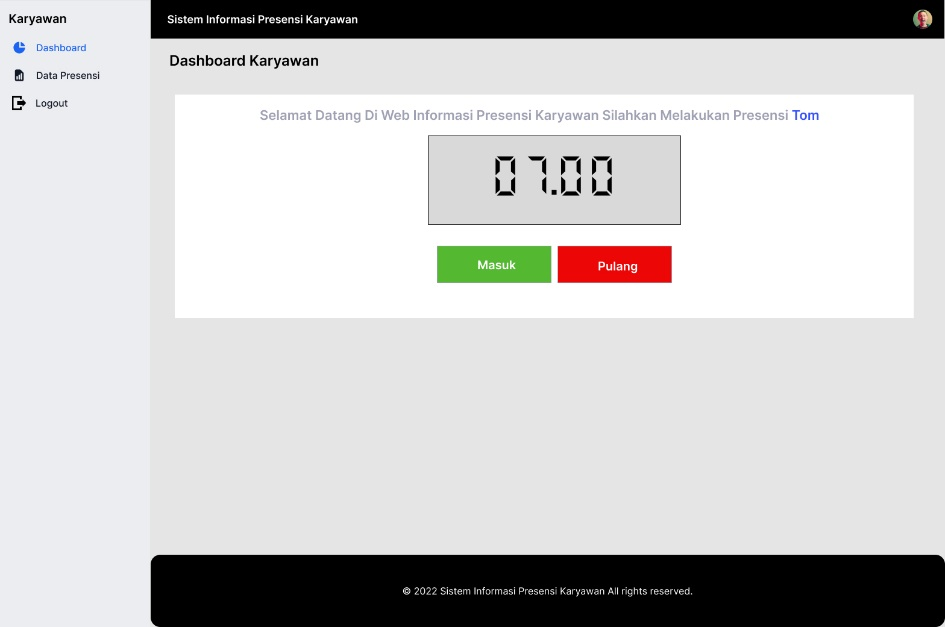 Karyawan
Dashboard
Data Presensi
Logout
Sistem Informasi Presensi Karyawan
Dashboard Karyawan
Selamat Datang Di Web Informasi Presensi Karyawan Silahkan Melakukan Presensi Tom
07.00
Masuk
Pulang
© 2022 Sistem Informasi Presensi Karyawan All rights reserved.